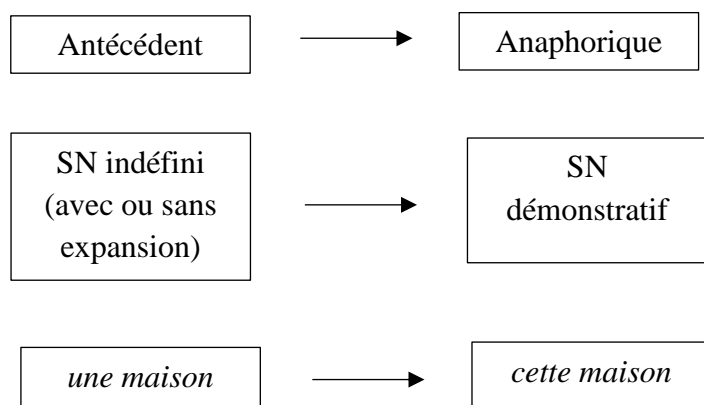 Antécédent
Anaphorique
SN indéfini
(avec ou sans
expansion)
SN
démonstratif
une maison
cette maison